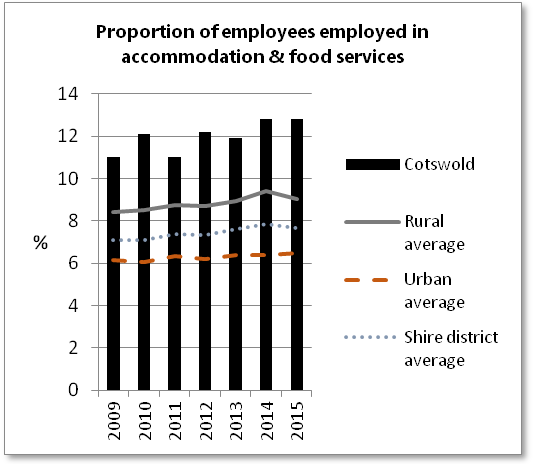 Proportion of employees employed in
accommodation & food services
14
12
10
8
6
4
2
0
%
2009
2010
2011
2012
2013
2014
2015
Cotswold
Rural
average
Urban
average
Shire district
average